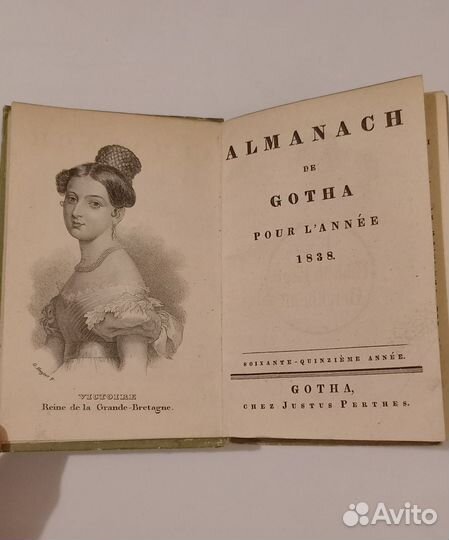 VICTOIRE
Reine de la Grande-Bretagne.
ALMANACH
DE
GOTHA
POUR L'ANNÉE
1838.
SOIXANTE-QUINZIÈME ANNÉE.
GOTHA,
CHEZ JUSTUS PERTHES.
Avito